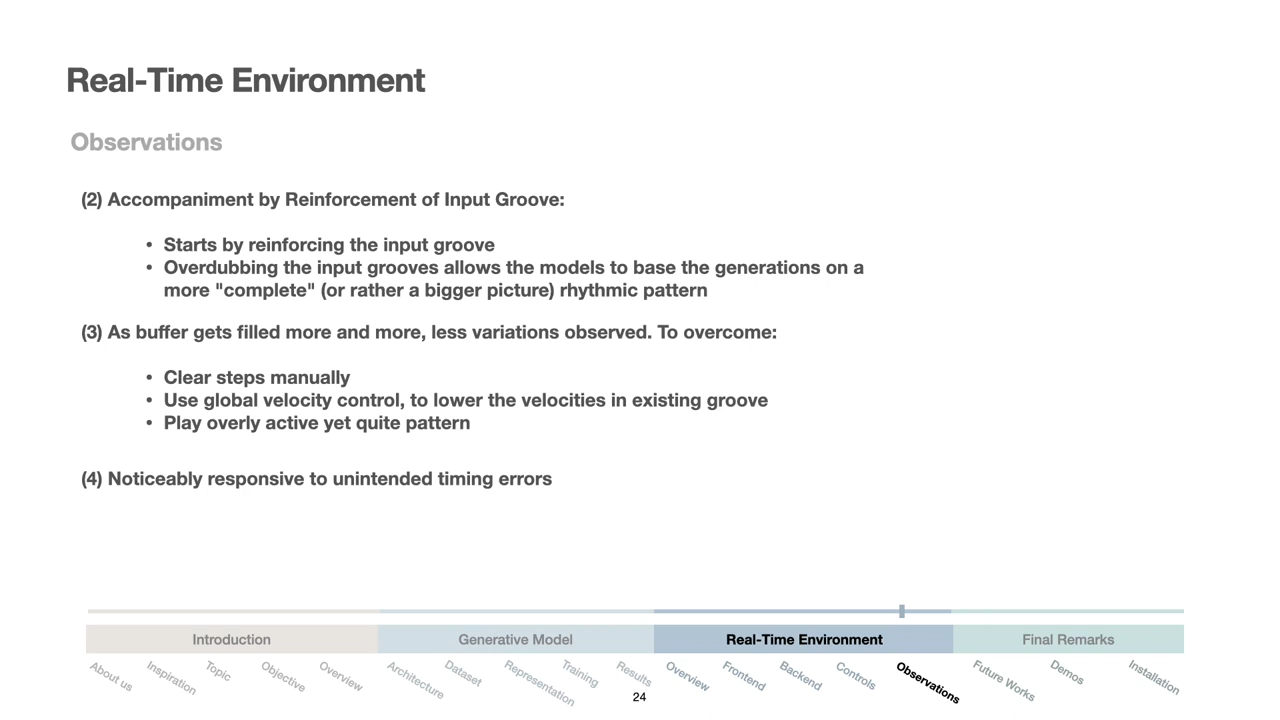 Real-Time Environment
Observations
(2) Accompaniment by Reinforcement of Input Groove:
• Starts by reinforcing the input groove
• Overdubbing the input grooves allows the models to base the generations on a
more "complete" (or rather a bigger picture) rhythmic pattern
(3) As buffer gets filled more and more, less variations observed. To overcome:
• Clear steps manually
• Use global velocity control, to lower the velocities in existing groove
• Play overly active yet quite pattern
(4) Noticeably responsive to unintended timing errors
Introduction
Generative Model
Real-Time Environment
Final Remarks
About us
Inspiration
Topic
Objective
Overview
Architecture
Dataset
Representation
Training
Results
Overview
Frontend
Backend
Controls
Observations
Future Works
Demos
Installation
24